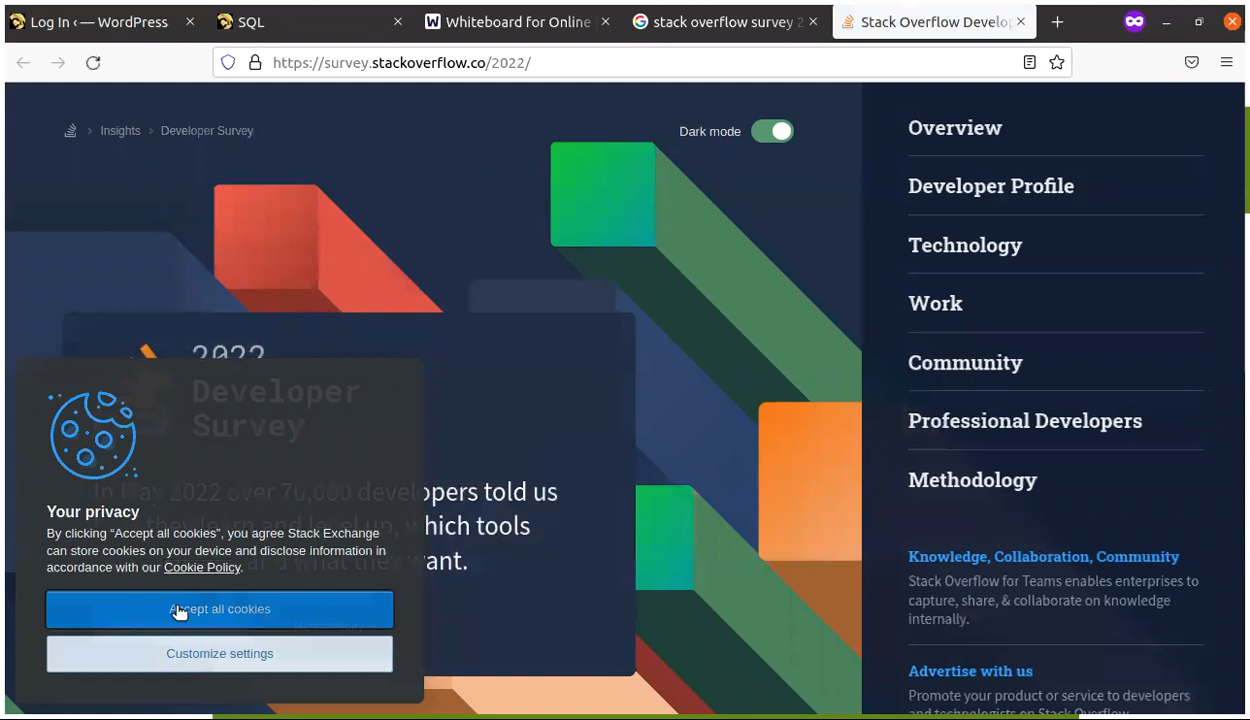 Log In ‹ — WordPress
SQL
Whiteboard for Online
stack overflow survey 2
Stack Overflow Develop
https://survey.stackoverflow.co/2022/
Insights
Developer Survey
Dark mode
2022
Developer
Survey
In May 2022 over 70,000 developers told us
they learn and level up, which tools
what they want.
Your privacy
By clicking “Accept all cookies”, you agree Stack Exchange
can store cookies on your device and disclose information in
accordance with our Cookie Policy.
Accept all cookies
Customize settings
Overview
Developer Profile
Technology
Work
Community
Professional Developers
Methodology
Knowledge, Collaboration, Community
Stack Overflow for Teams enables enterprises to
capture, share, & collaborate on knowledge
internally.
Advertise with us
Promote your product or service to developers
and technologists on Stack Overflow